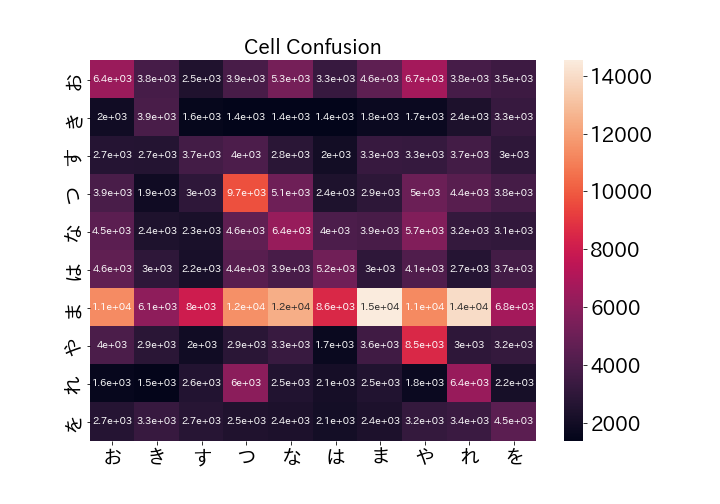 Cell Confusion
お 6.4e+03 3.8e+03 2.5e+03 3.9e+03 5.3e+03 3.3e+03 4.6e+03 6.7e+03 3.8e+03 3.5e+03
き 2e+03 3.9e+03 1.6e+03 1.4e+03 1.4e+03 1.4e+03 1.8e+03 1.7e+03 2.4e+03 3.3e+03
す 2.7e+03 2.7e+03 3.7e+03 4e+03 2.8e+03 2e+03 3.3e+03 3.3e+03 3.7e+03 3e+03
つ 3.9e+03 1.9e+03 3e+03 9.7e+03 5.1e+03 2.4e+03 2.9e+03 5e+03 4.4e+03 3.8e+03
な 4.5e+03 2.4e+03 2.3e+03 4.6e+03 6.4e+03 4e+03 3.9e+03 5.7e+03 3.2e+03 3.1e+03
は 4.6e+03 3e+03 2.2e+03 4.4e+03 3.9e+03 5.2e+03 3e+03 4.1e+03 2.7e+03 3.7e+03
ま 1.1e+04 6.1e+03 8e+03 1.2e+04 1.2e+04 8.6e+03 1.5e+04 1.1e+04 1.4e+04 6.8e+03
や 4e+03 2.9e+03 2e+03 2.9e+03 3.3e+03 1.7e+03 3.6e+03 8.5e+03 3e+03 3.2e+03
れ 1.6e+03 1.5e+03 2.6e+03 6e+03 2.5e+03 2.1e+03 2.5e+03 1.8e+03 6.4e+03 2.2e+03
を 2.7e+03 3.3e+03 2.7e+03 2.5e+03 2.4e+03 2.1e+03 2.4e+03 3.2e+03 3.4e+03 4.5e+03
お き す つ な は ま や れ を
14000
12000
10000
8000
6000
4000
2000